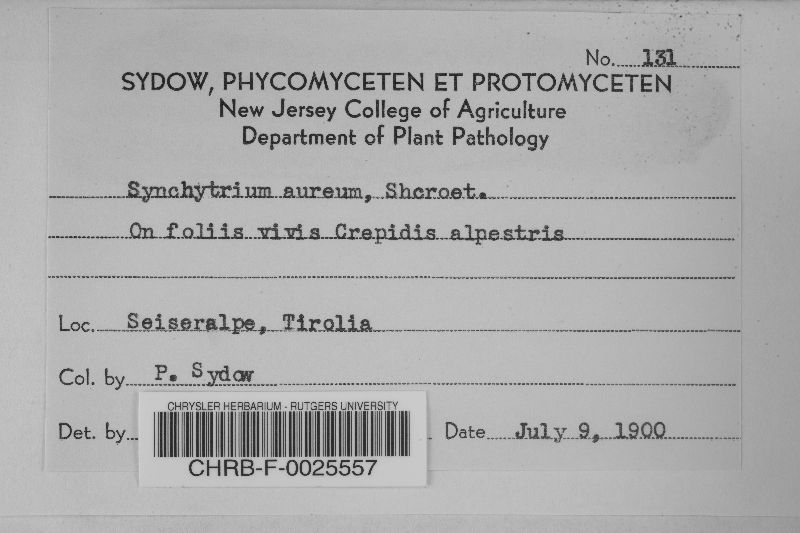 No. 131
SYDOW, PHYCOMYCETEN ET PROTOMYCETEN
New Jersey College of Agriculture
Department of Plant Pathology
Synchytrium aureum, Shcroet.
On foliis vivis Crepidis alpestris
Loc. Seiseralpe, Tirolia
Col. by P. Sydow
Det. by Date July 9, 1900
CHRYSLER HERBARIUM - RUTGERS UNIVERSITY
CHRB-F-0025557